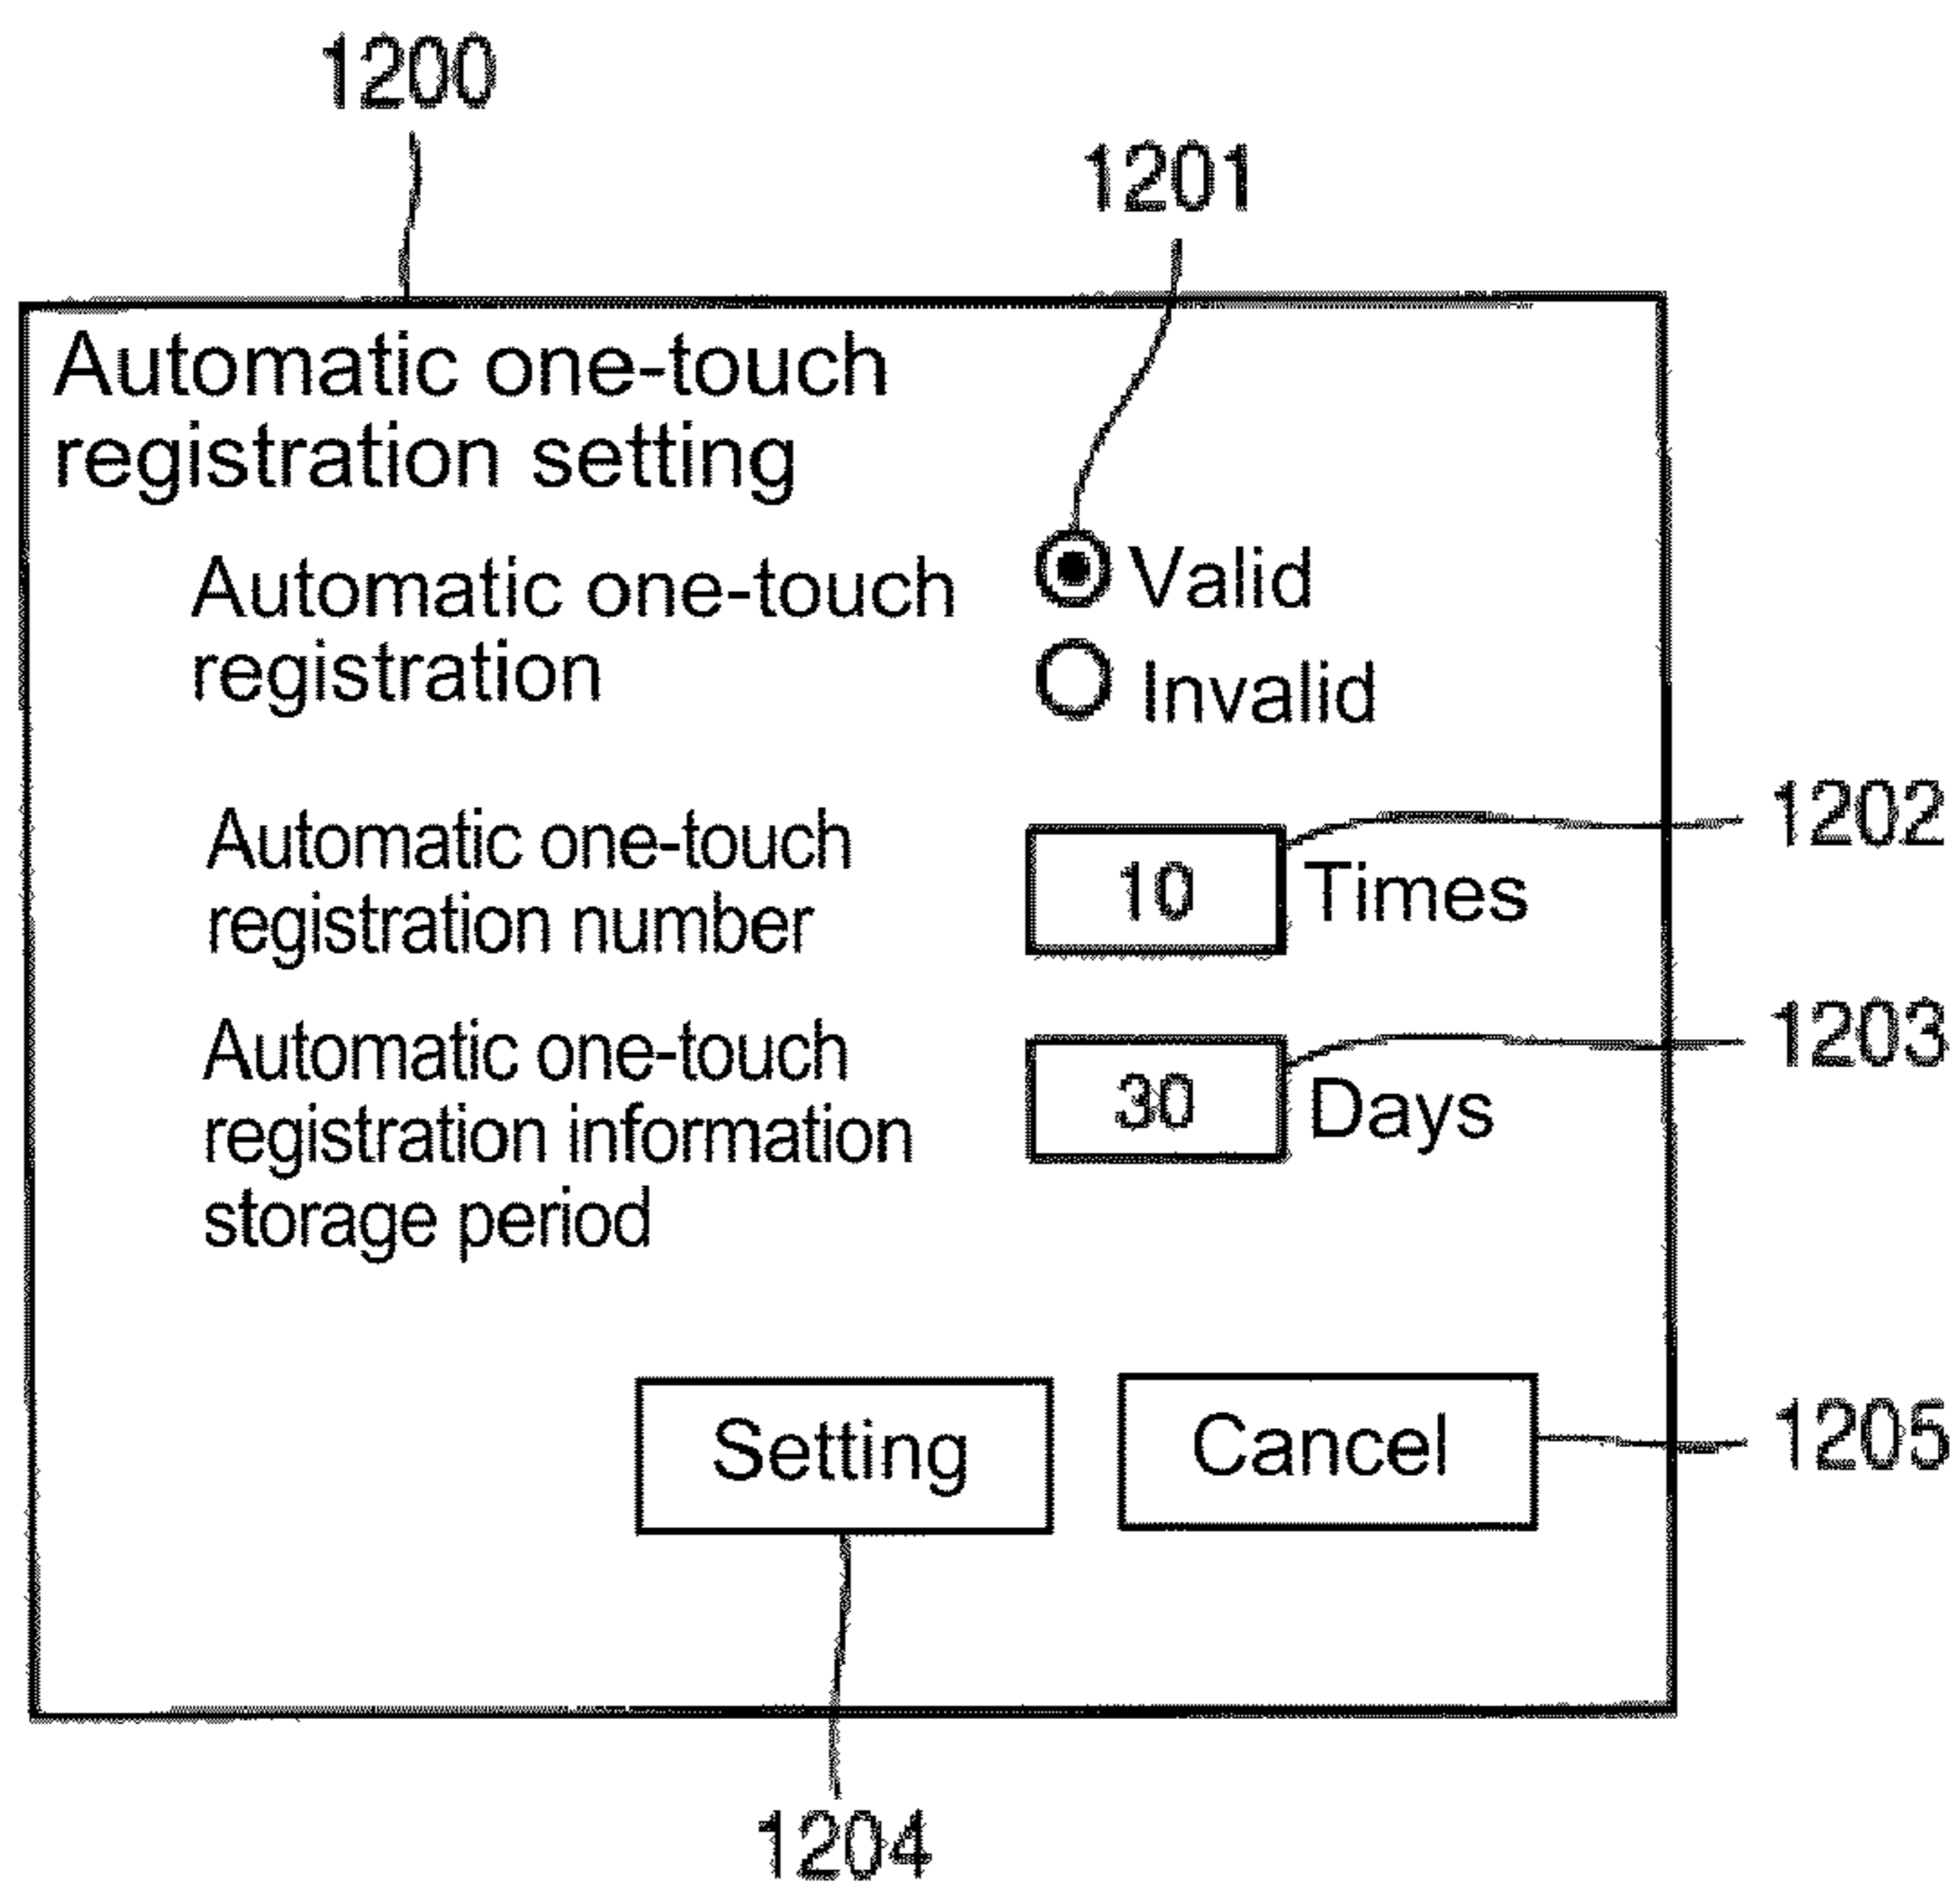 1200
1201
Automatic one-touch
registration setting
Automatic one-touch
registration
Valid
Invalid
Automatic one-touch
registration number
10 Times
1202
Automatic one-touch
registration information
storage period
30 Days
1203
Setting
Cancel
1205
1204